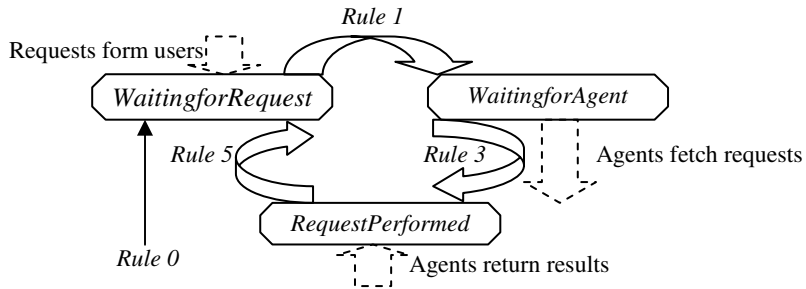 Rule 1
Requests form users
WaitingforRequest
WaitingforAgent
Rule 5
Rule 3
Agents fetch requests
RequestPerformed
Rule 0
Agents return results